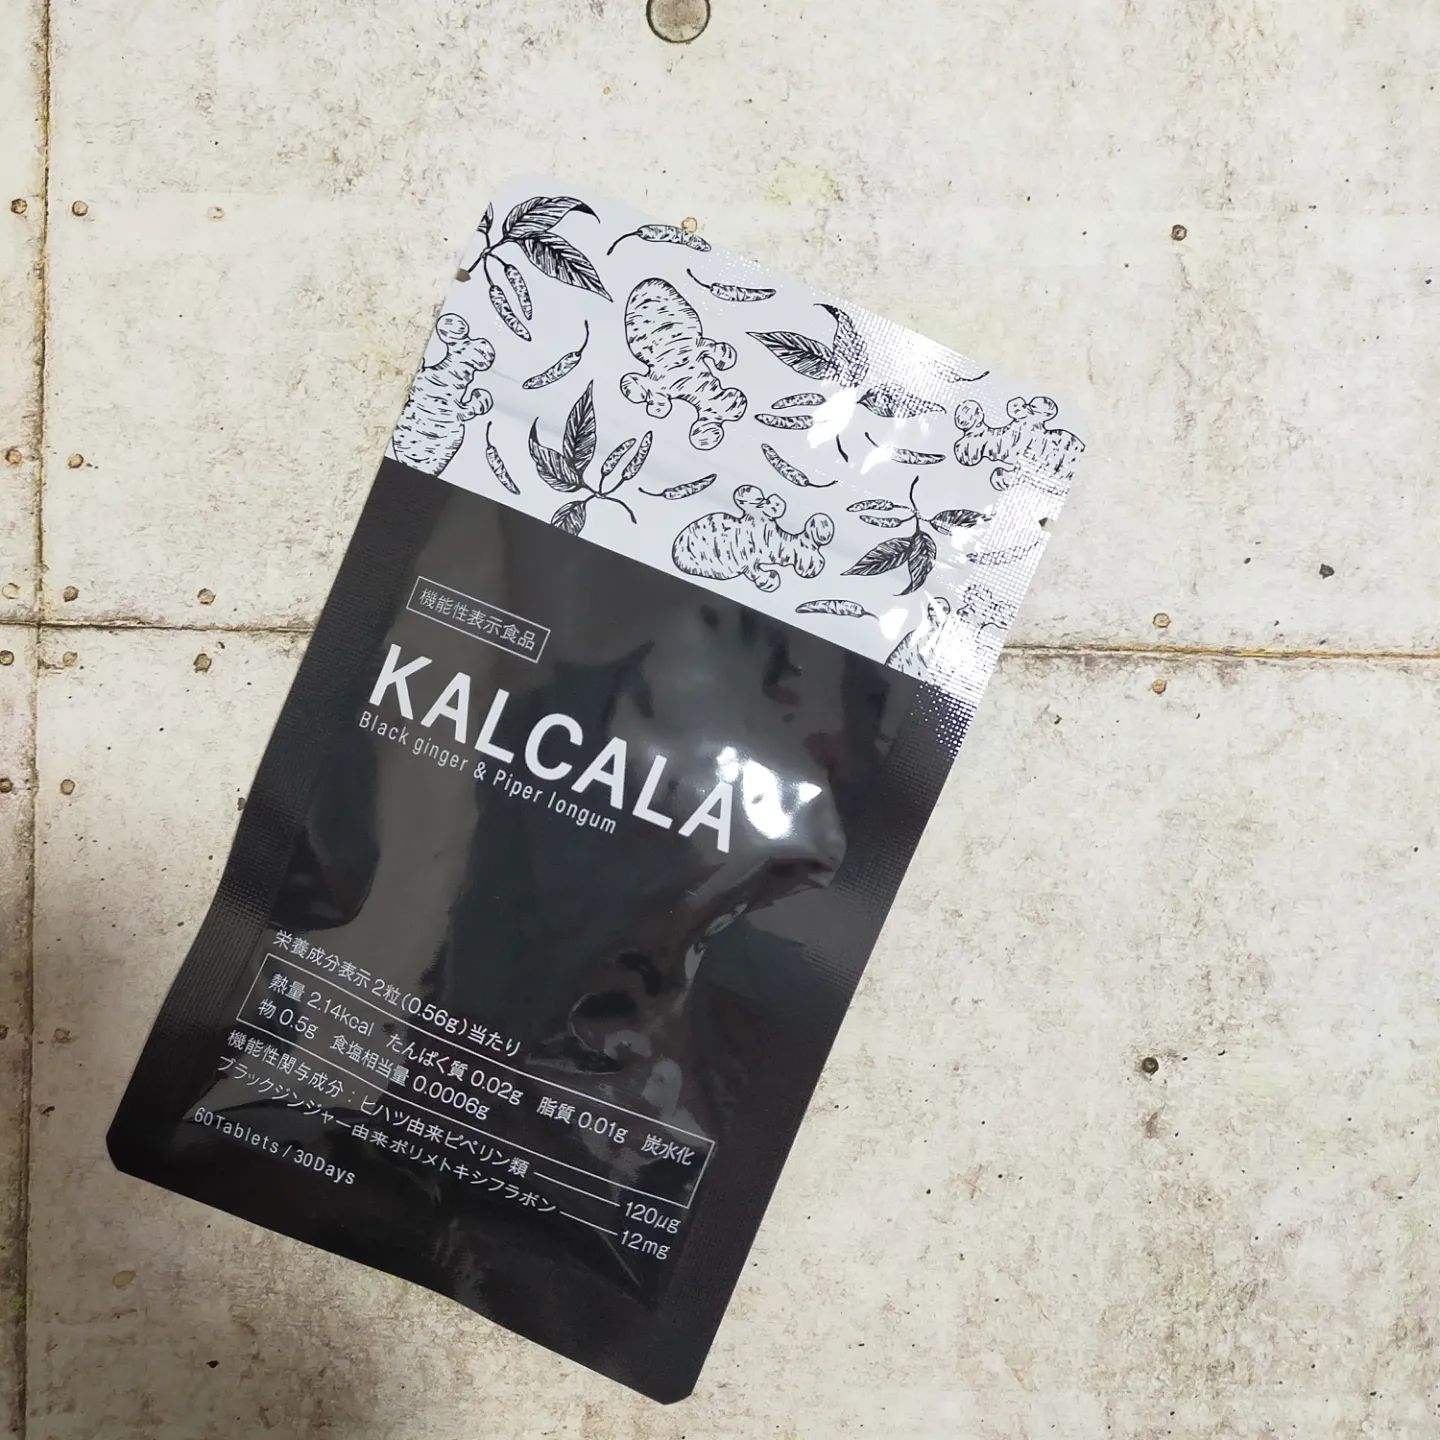 機能性表示食品
KALCALA
Black ginger & Piper longum
栄養成分表示 2粒(0.56g)当たり
熱量 2.14kcal たんぱく質 0.02g 脂質 0.01g 炭水化
物 0.5g 食塩相当量 0.0006g
機能性関与成分:ヒハツ由来ピペリン類 120μg
ブラックジンジャー由来ポリメトキシフラボン 12mg
60Tablets/30Days